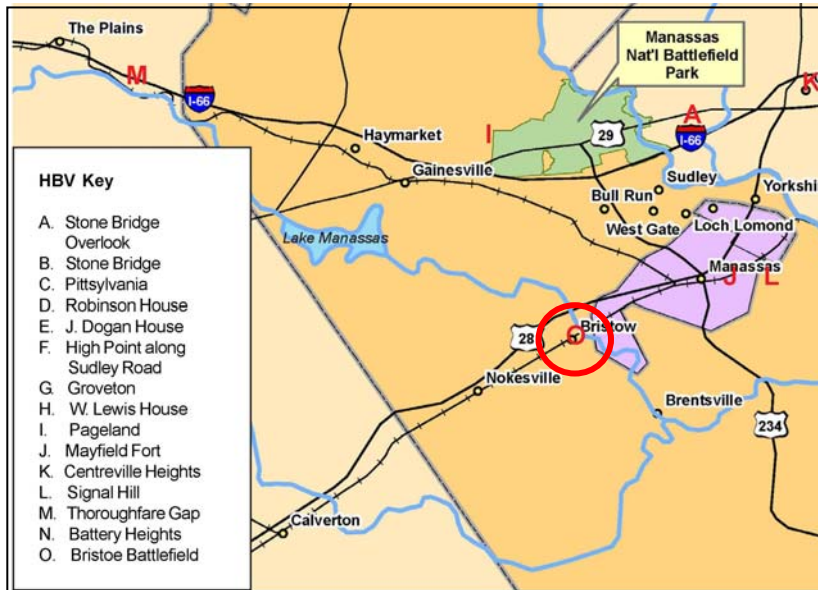 The Plains
M
I-66
Haymarket
Gainesville
Manassas
Nat'l Battlefield
Park
K
A
I-66
I
29
Sudley
Bull Run
Yorkshi
West Gate
Loch Lomond
Lake Manassas
Manassas
J
L
28
Bristow
O
Nokesville
Brentsville
234
Calverton
HBV Key
A. Stone Bridge
Overlook
B. Stone Bridge
C. Pittsylvania
D. Robinson House
E. J. Dogan House
F. High Point along
Sudley Road
G. Groveton
H. W. Lewis House
I. Pageland
J. Mayfield Fort
K. Centreville Heights
L. Signal Hill
M. Thoroughfare Gap
N. Battery Heights
O. Bristoe Battlefield